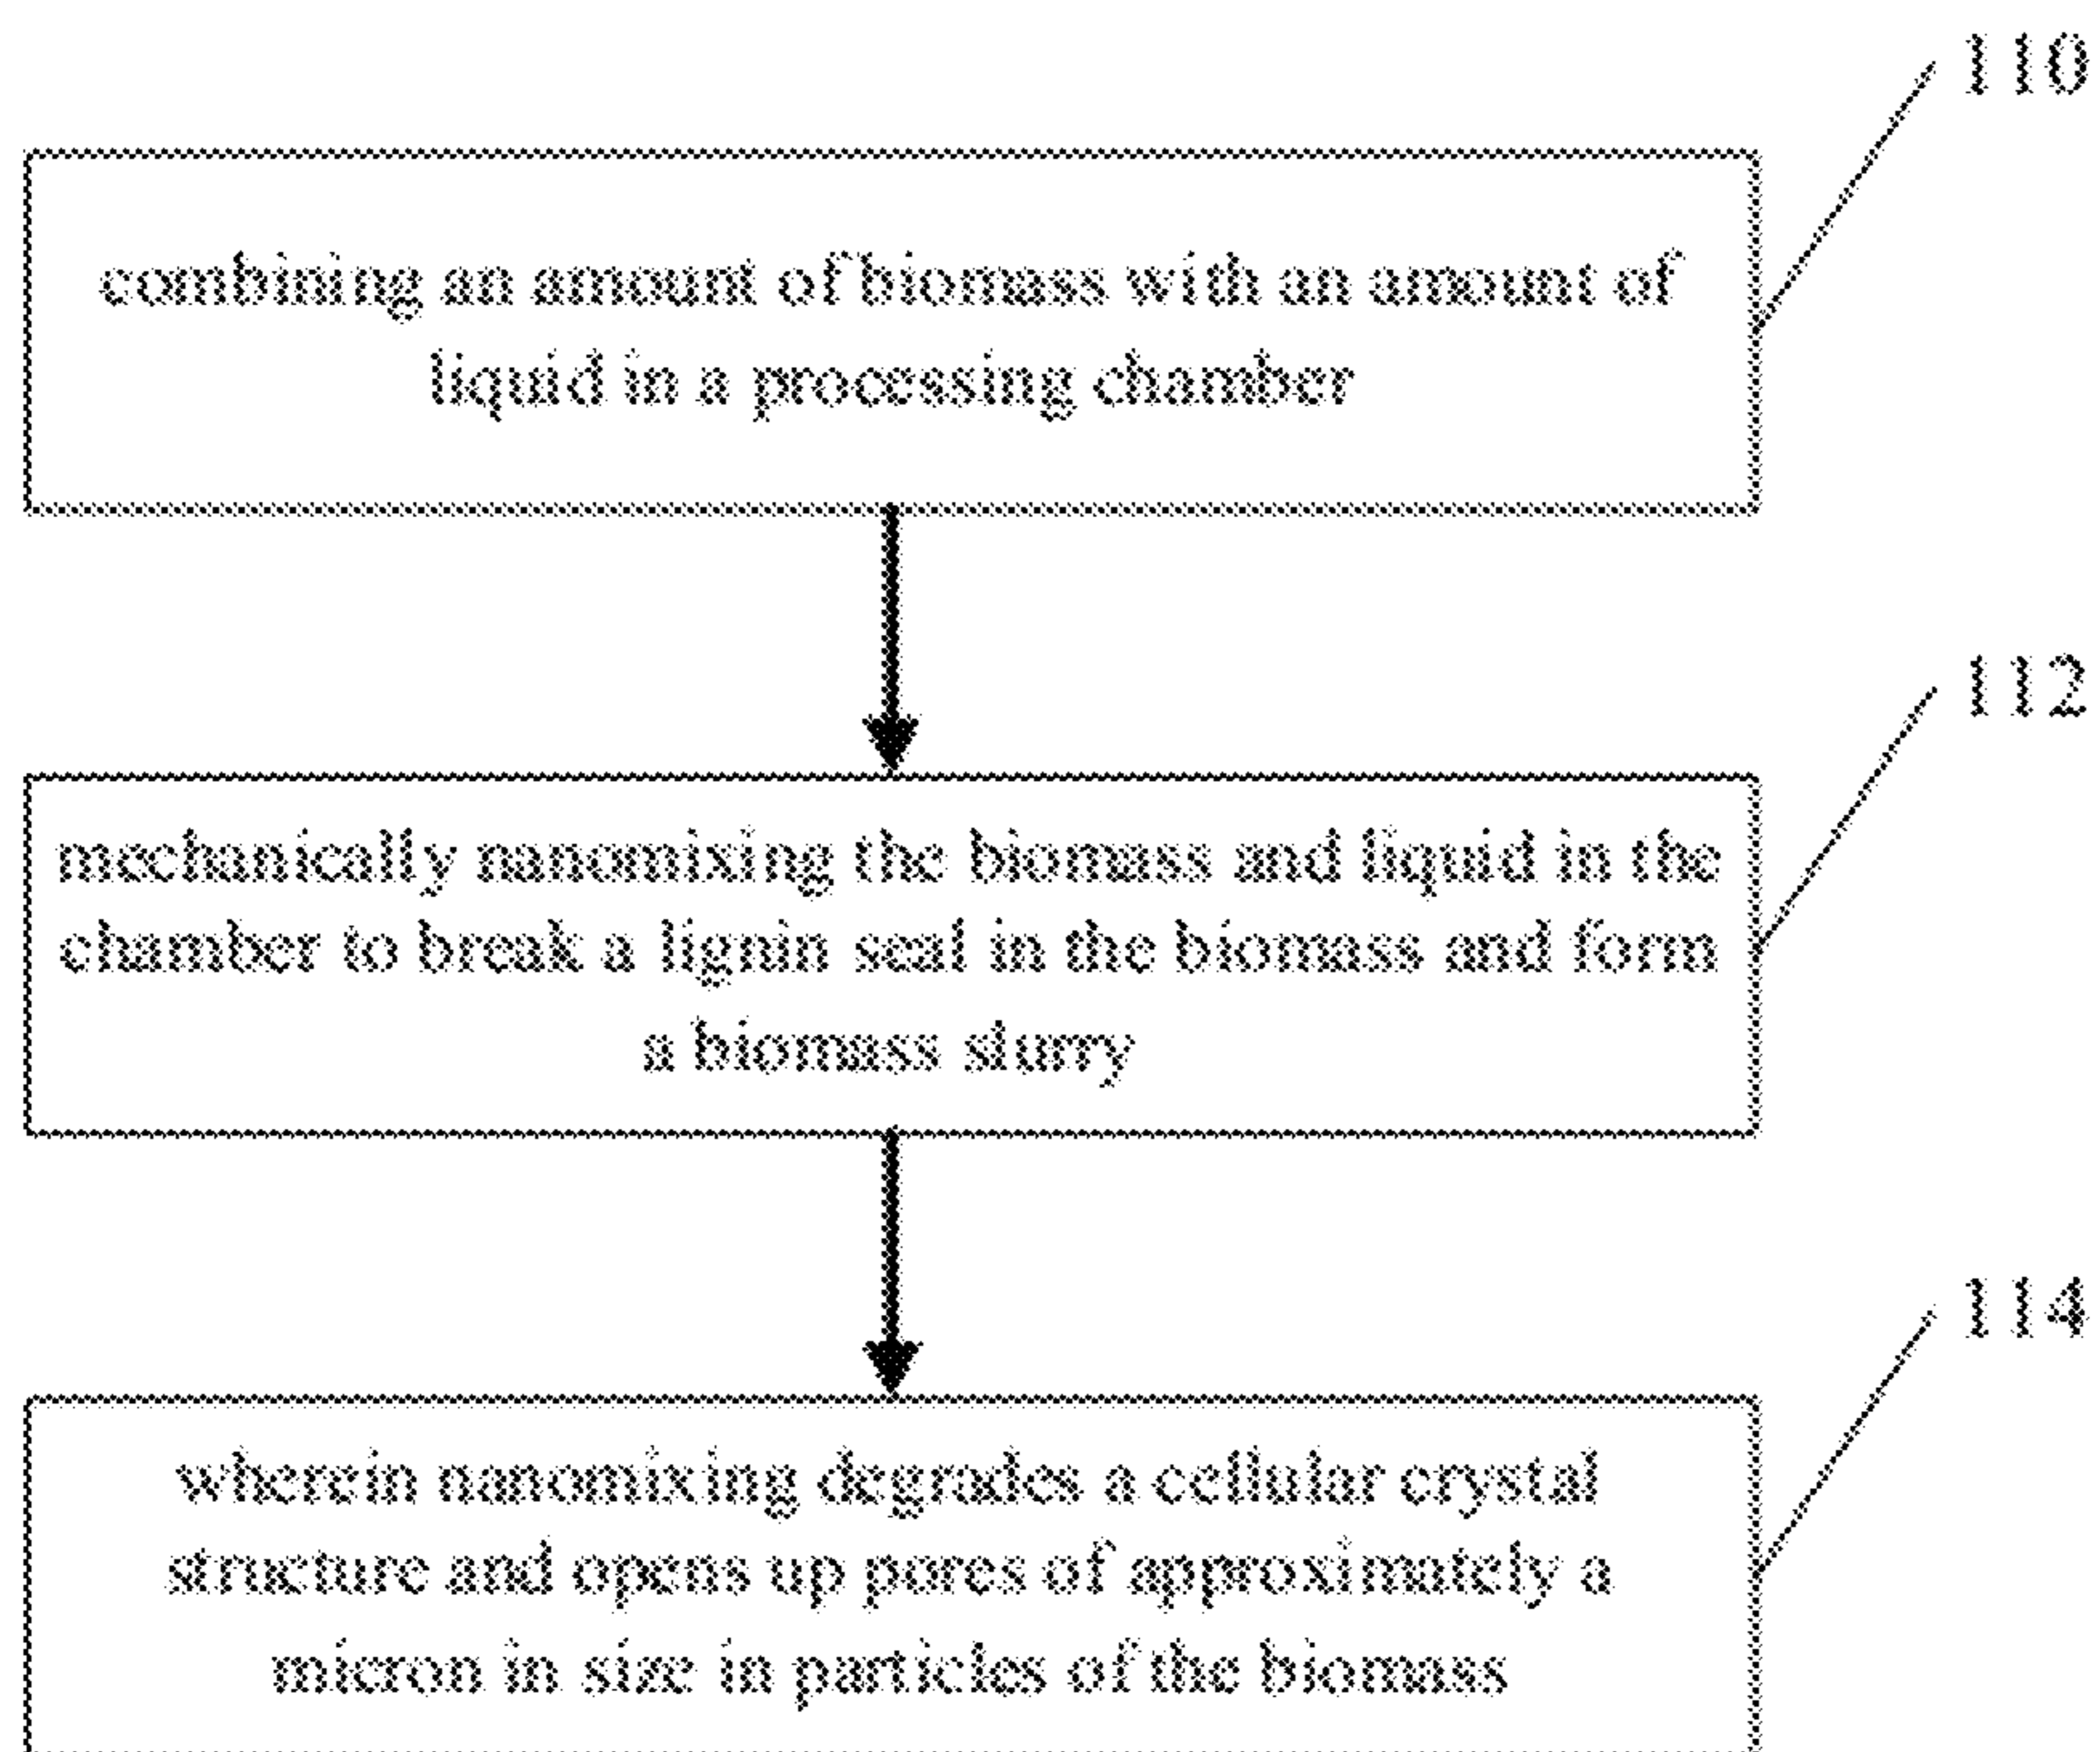 110
combining an amount of biomass with an amount of
liquid in a processing chamber
112
mechanically nanomixing the biomass and liquid in the
chamber to break a lignin seal in the biomass and form
a biomass slurry
114
wherein nanomixing degrades a cellular crystal
structure and opens up pores of approximately a
micron in size in particles of the biomass